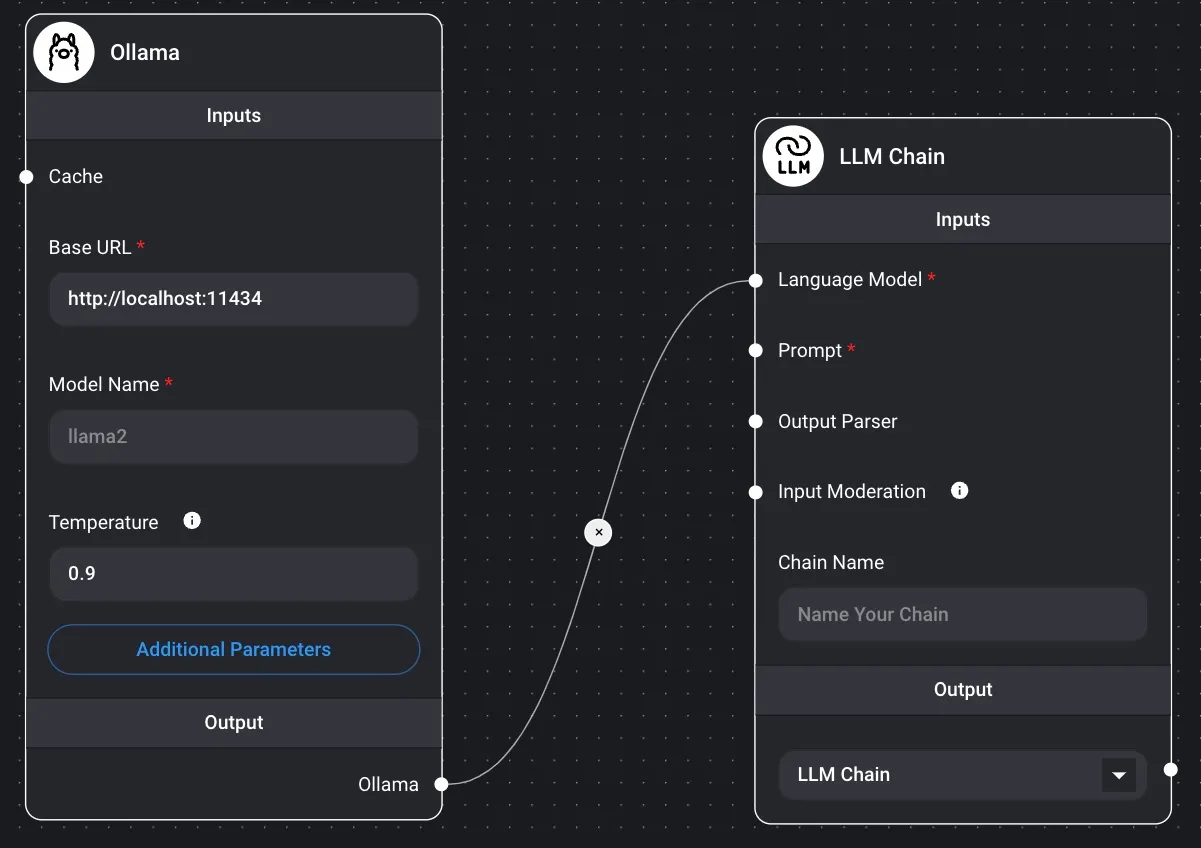 Ollama
Inputs
Cache
Base URL *
http://localhost:11434
Model Name *
llama2
Temperature i
0.9
Additional Parameters
Output
Ollama
LLM
LLM Chain
Inputs
Language Model *
Prompt *
Output Parser
Input Moderation i
Chain Name
Name Your Chain
Output
LLM Chain